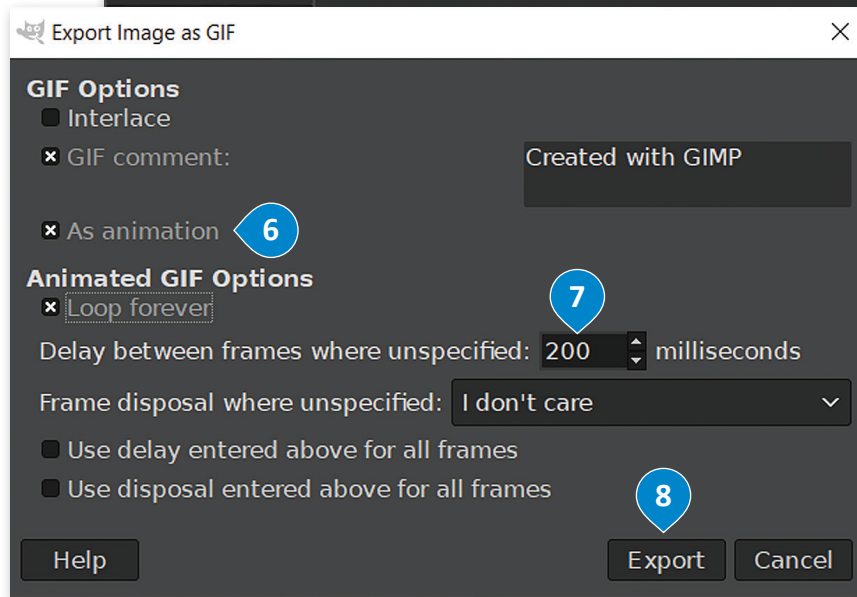 Export Image as GIF
GIF Options
Interlace
GIF comment:
Created with GIMP
As animation
6
Animated GIF Options
Loop forever
7
Delay between frames where unspecified: 200 milliseconds
Frame disposal where unspecified: I don't care
Use delay entered above for all frames
Use disposal entered above for all frames
8
Help
Export
Cancel